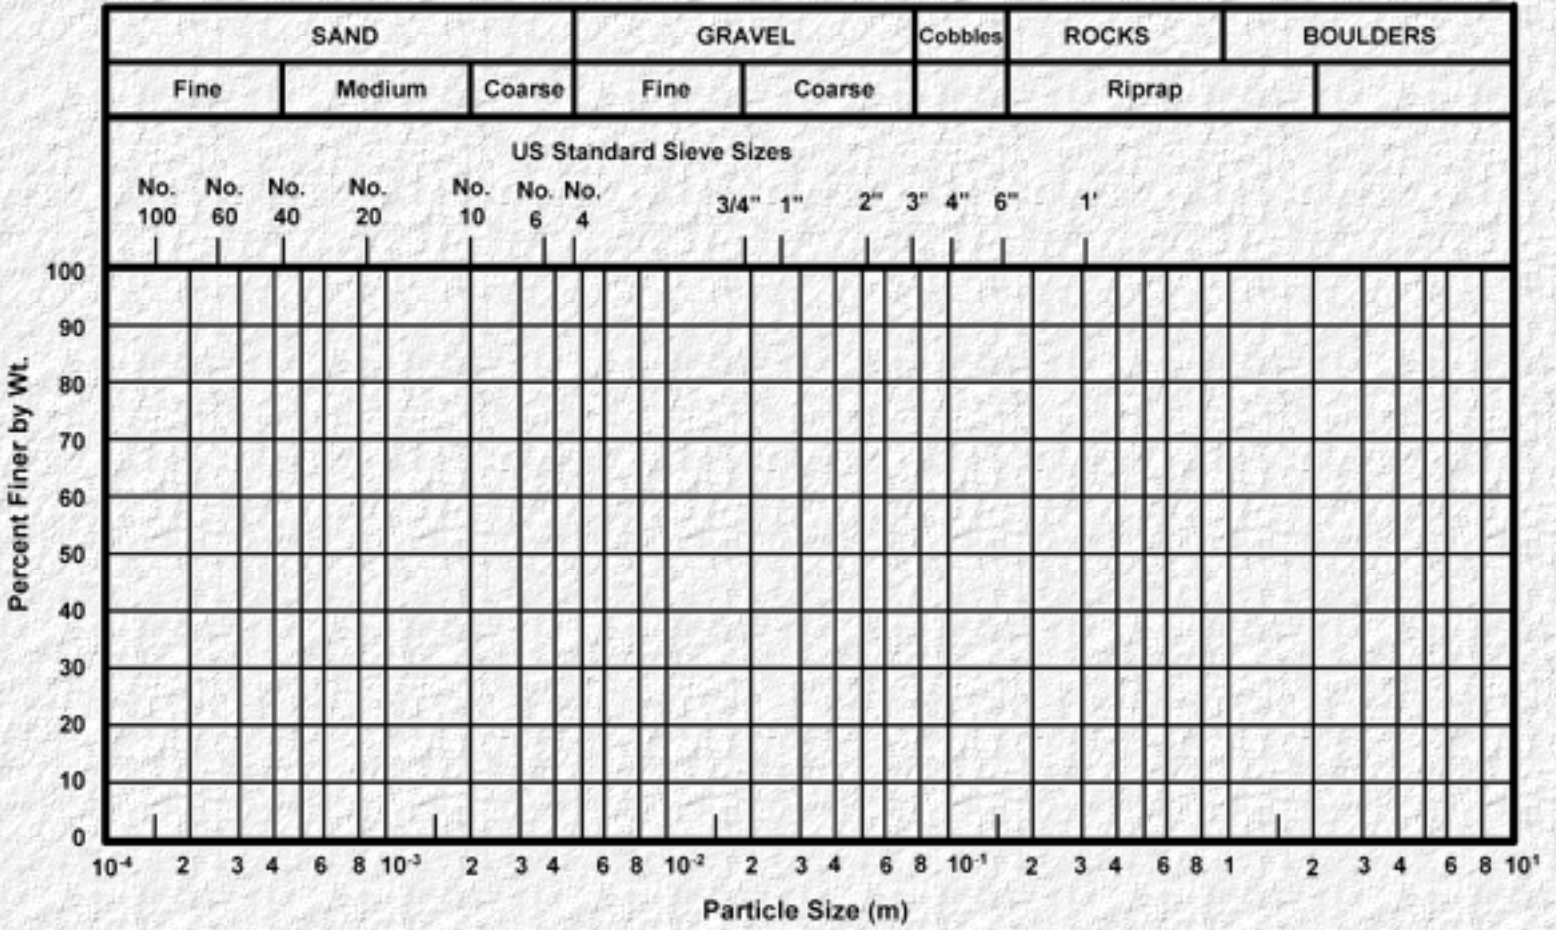 SAND GRAVEL Cobbles ROCKS BOULDERS
Fine Medium Coarse Fine Coarse Riprap
US Standard Sieve Sizes
No. No. No. No. No. No. No.
100 60 40 20 10 6 4 3/4" 1" 2" 3" 4" 6" 1'
100
90
80
70
60
50
40
30
20
10
0
Percent Finer by Wt.
10⁻⁴ 2 3 4 6 8 10⁻³ 2 3 4 6 8 10⁻² 2 3 4 6 8 10⁻¹ 2 3 4 6 8 1 2 3 4 6 8 10¹
Particle Size (m)